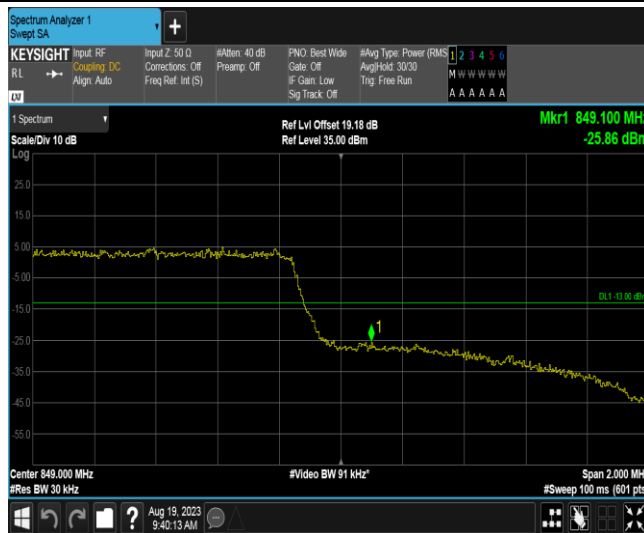 Spectrum Analyzer 1
Swept SA
+
KEYSIGHT
RL
LXI
Input: RF
Coupling: DC
Align: Auto
Input Z: 50 Ω
Corrections: Off
Freq Ref: Int (S)
#Atten: 40 dB
Preamp: Off
PNO: Best Wide
Gate: Off
IF Gain: Low
Sig Track: Off
#Avg Type: Power (RMS
Avg|Hold: 30/30
Trig: Free Run
1 2 3 4 5 6
M W W W W W
A A A A A A
1 Spectrum
Scale/Div 10 dB
Log
Ref Lvl Offset 19.18 dB
Ref Level 35.00 dBm
Mkr1 849.100 MHz
-25.86 dBm
25.0
15.0
5.00
-5.00
DL1 -13.00 dBm
-15.0
1
-25.0
-35.0
-45.0
-55.0
Center 849.000 MHz
#Video BW 91 kHz*
Span 2.000 MHz
#Res BW 30 kHz
#Sweep 100 ms (601 pts)
?
Aug 19, 2023
9:40:13 AM